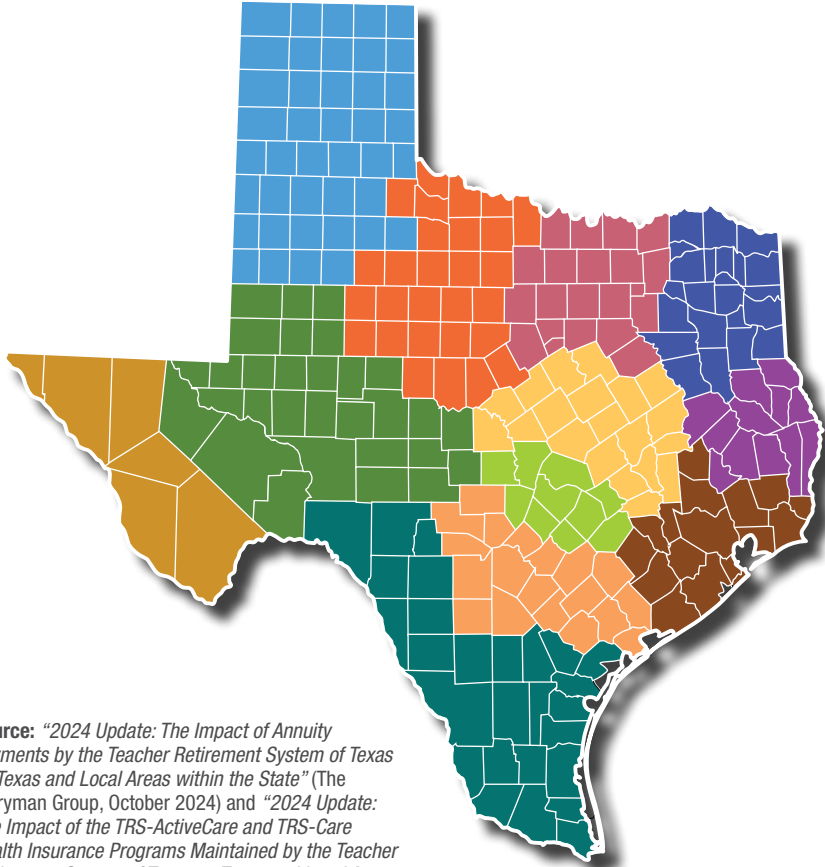 urce: “2024 Update: The Impact of Annuity
ments by the Teacher Retirement System of Texas
Texas and Local Areas within the State” (The
ryman Group, October 2024) and “2024 Update:
e Impact of the TRS-ActiveCare and TRS-Care
alth Insurance Programs Maintained by the Teacher